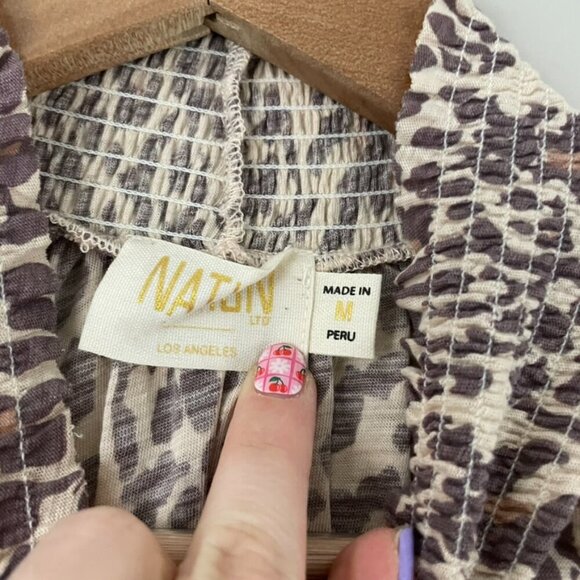 NATION
LTD
LOS ANGELES
MADE IN
M
PERU